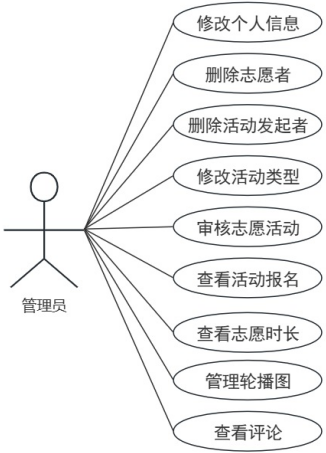 修改个人信息
删除志愿者
删除活动发起者
修改活动类型
审核志愿活动
查看活动报名
管理员
查看志愿时长
管理轮播图
查看评论